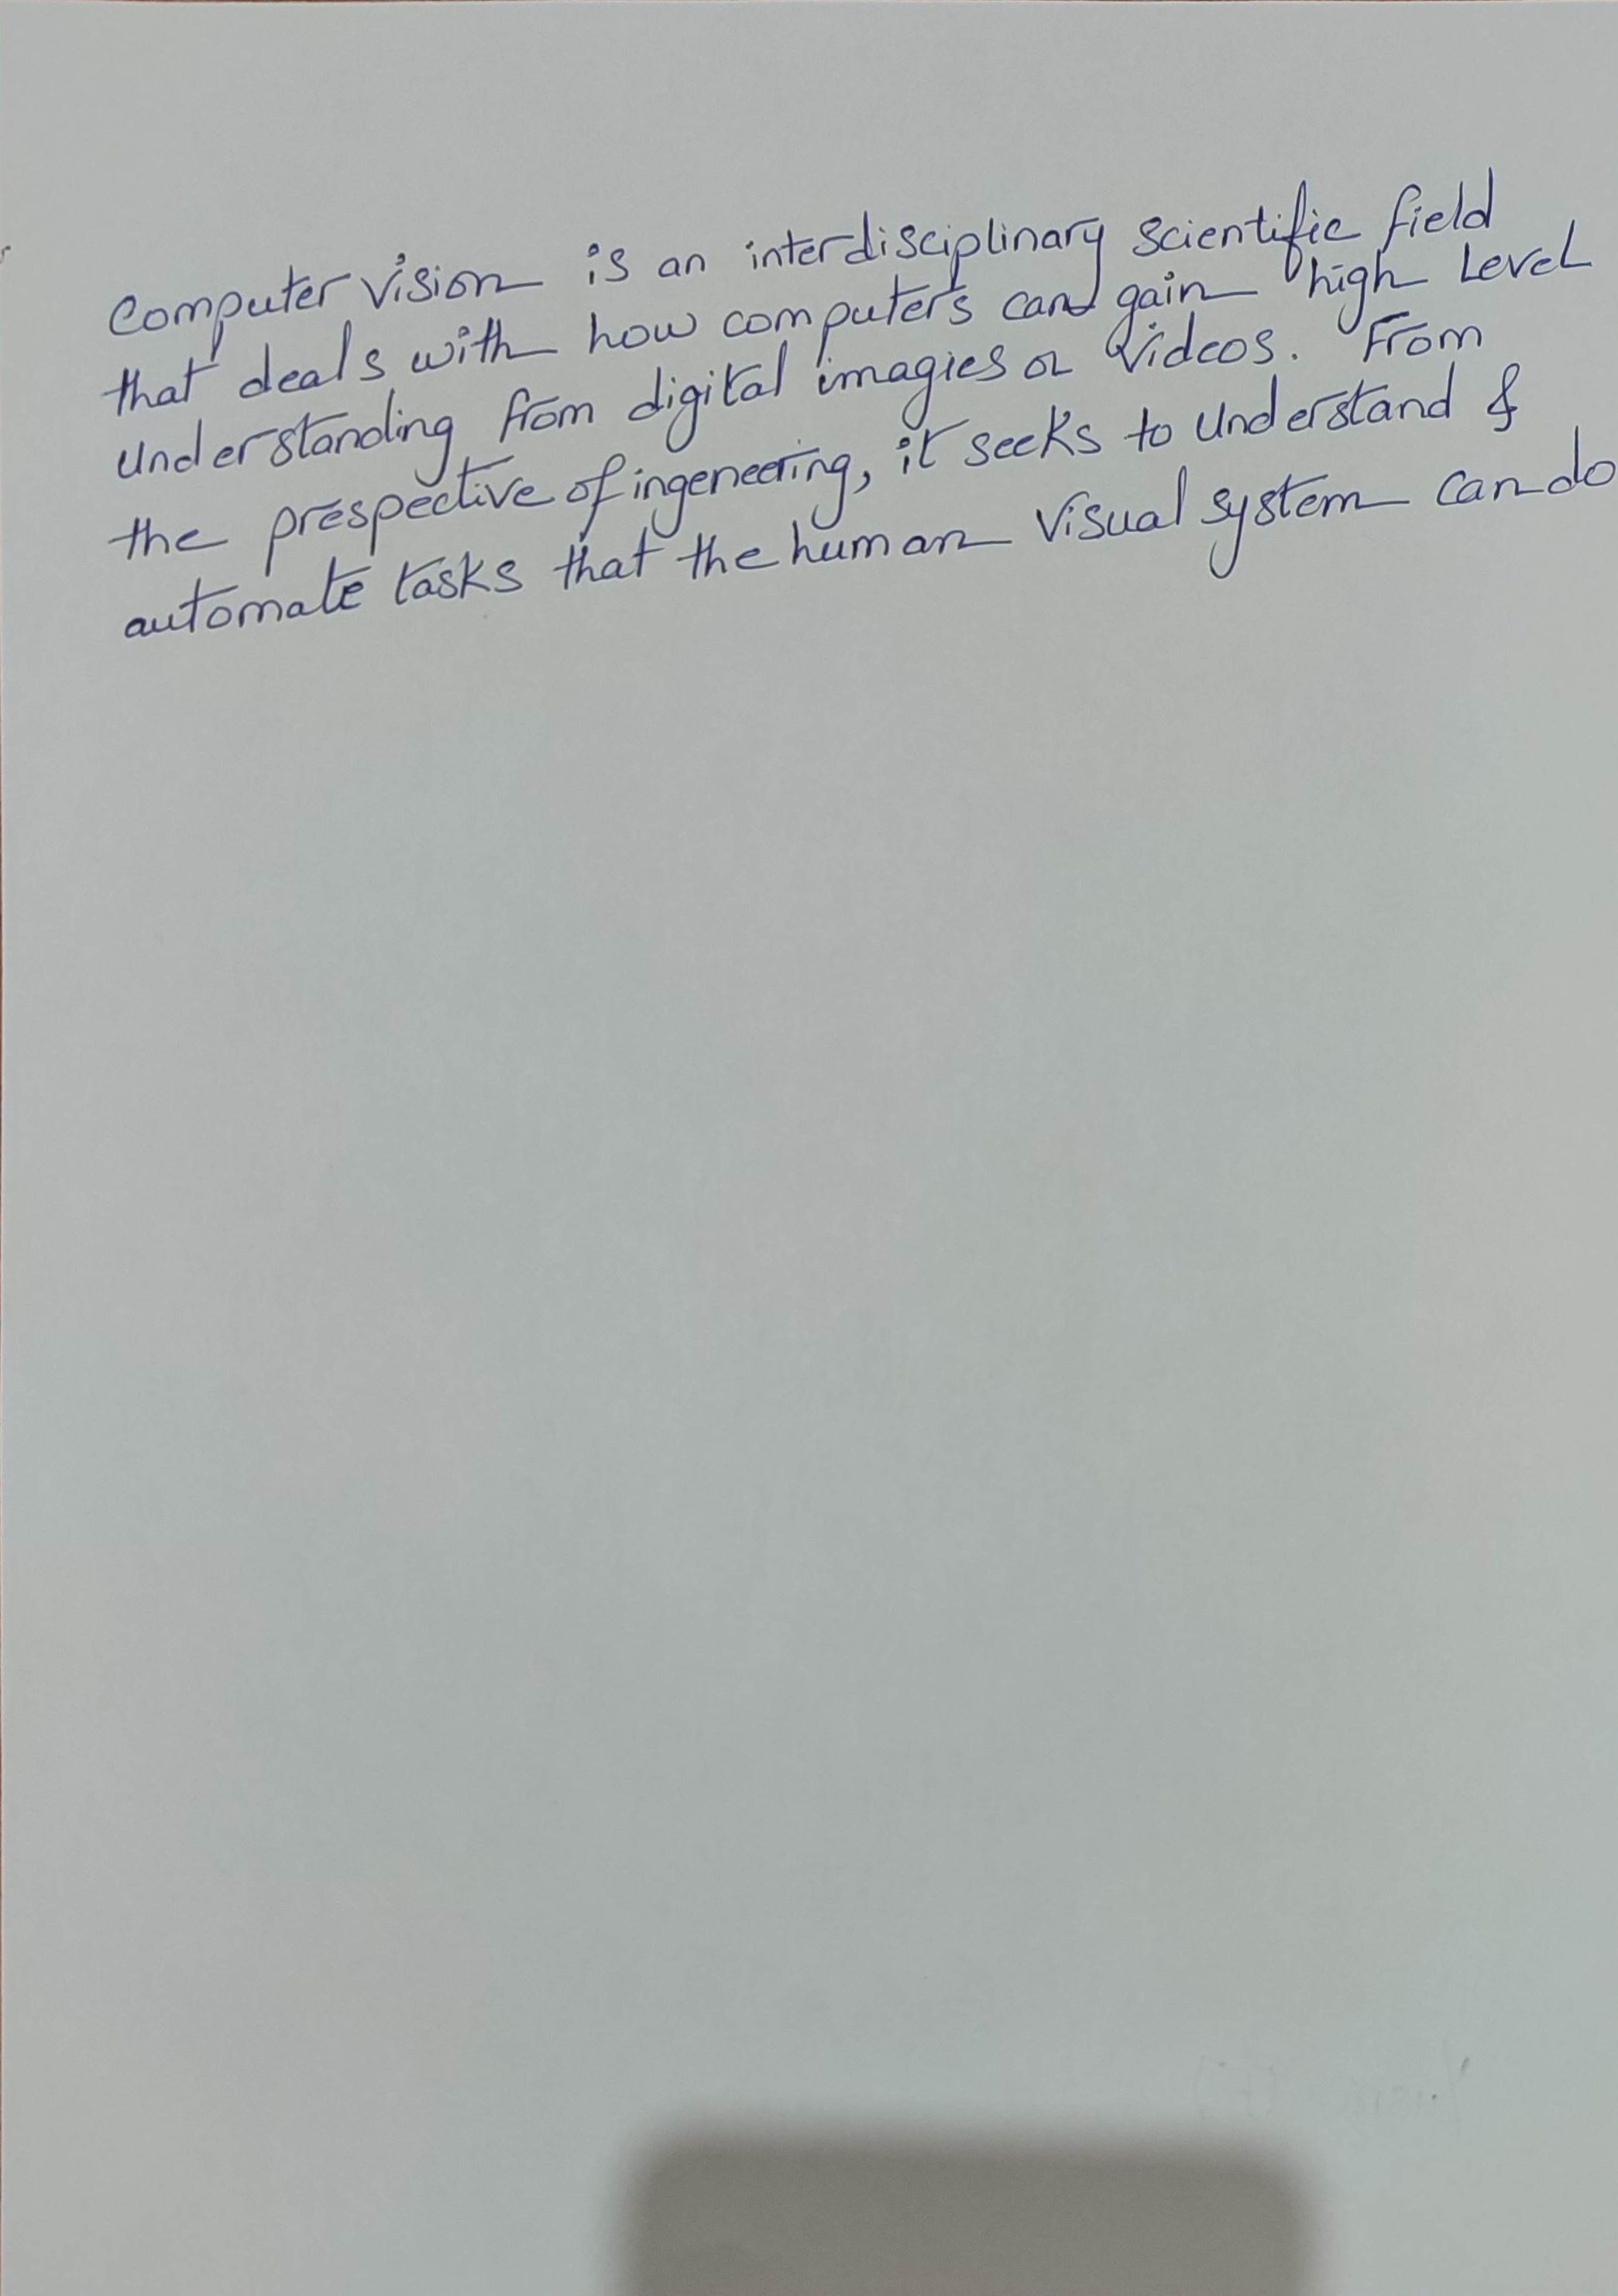 Computer vision is an interdisciplinary scientific field
that deals with how computers can gain high level
understanding from digital imagies or videos. From
the prespective of ingeneering, it seeks to understand &
automate tasks that the human visual system can do